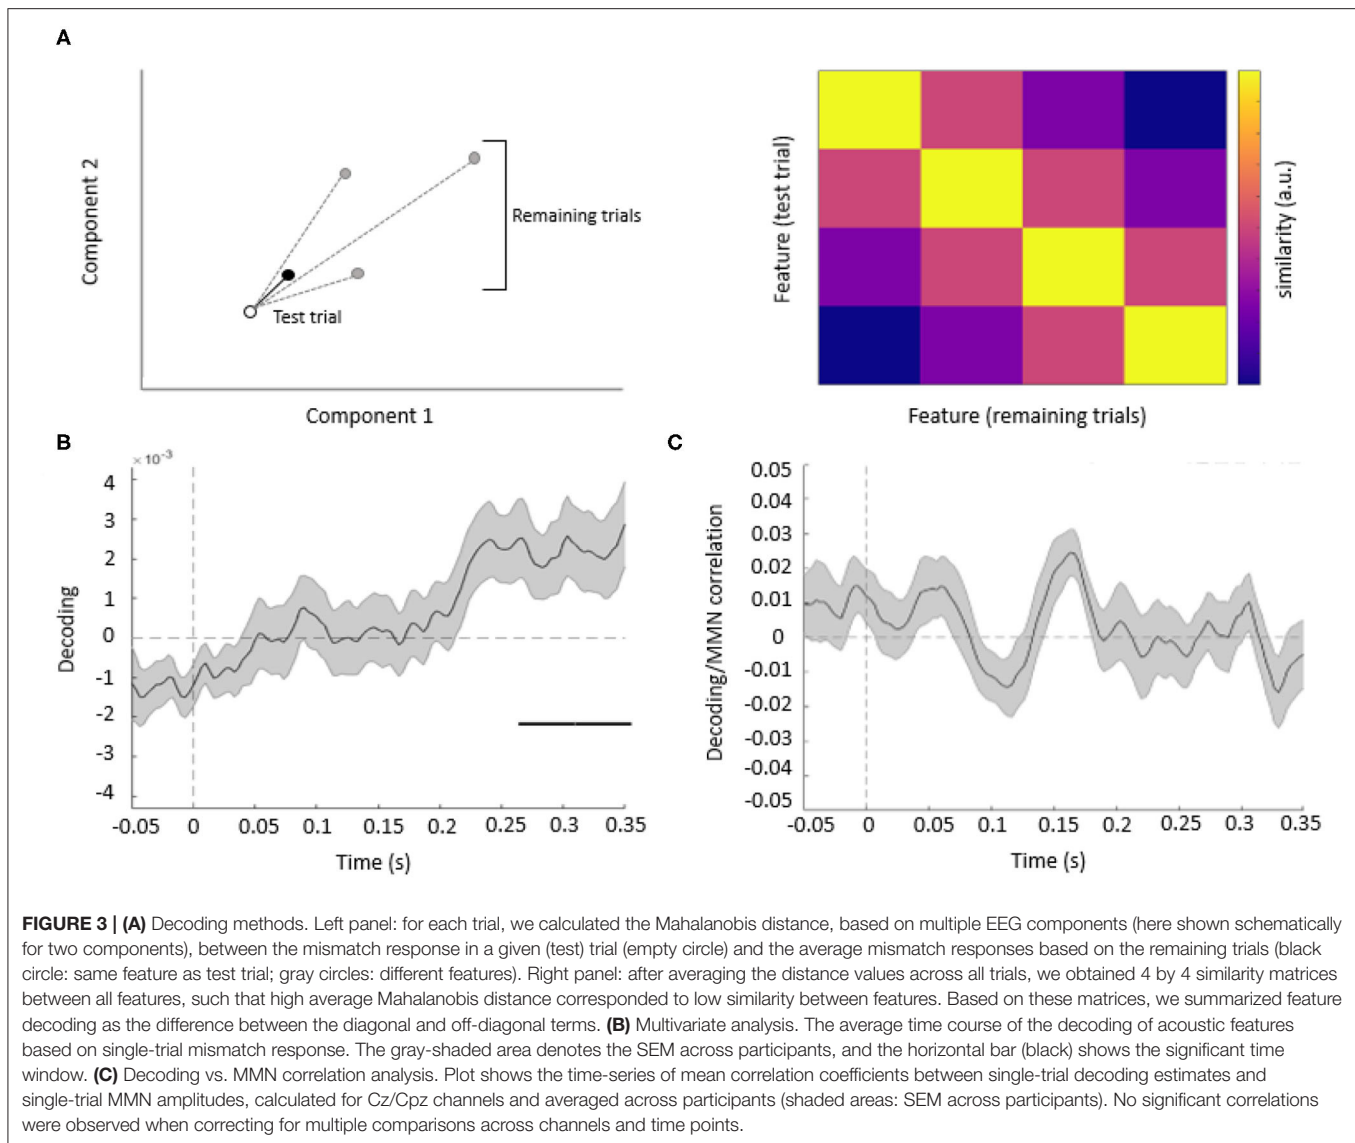 A
Component 2
Remaining trials
Test trial
Component 1
Feature (test trial)
similarity (a.u.)
Feature (remaining trials)
B
×10⁻³
4
3
2
1
0
-1
-2
-3
-4
Decoding
-0.05 0 0.05 0.1 0.15 0.2 0.25 0.3 0.35
Time (s)
C
0.05
0.04
0.03
0.02
0.01
0
-0.01
-0.02
-0.03
-0.04
-0.05
Decoding/MMN correlation
-0.05 0 0.05 0.1 0.15 0.2 0.25 0.3 0.35
Time (s)
FIGURE 3 | (A) Decoding methods. Left panel: for each trial, we calculated the Mahalanobis distance, based on multiple EEG components (here shown schematically
for two components), between the mismatch response in a given (test) trial (empty circle) and the average mismatch responses based on the remaining trials (black
circle: same feature as test trial; gray circles: different features). Right panel: after averaging the distance values across all trials, we obtained 4 by 4 similarity matrices
between all features, such that high average Mahalanobis distance corresponded to low similarity between features. Based on these matrices, we summarized feature
decoding as the difference between the diagonal and off-diagonal terms. (B) Multivariate analysis. The average time course of the decoding of acoustic features
based on single-trial mismatch response. The gray-shaded area denotes the SEM across participants, and the horizontal bar (black) shows the significant time
window. (C) Decoding vs. MMN correlation analysis. Plot shows the time-series of mean correlation coefficients between single-trial decoding estimates and
single-trial MMN amplitudes, calculated for Cz/Cpz channels and averaged across participants (shaded areas: SEM across participants). No significant correlations
were observed when correcting for multiple comparisons across channels and time points.